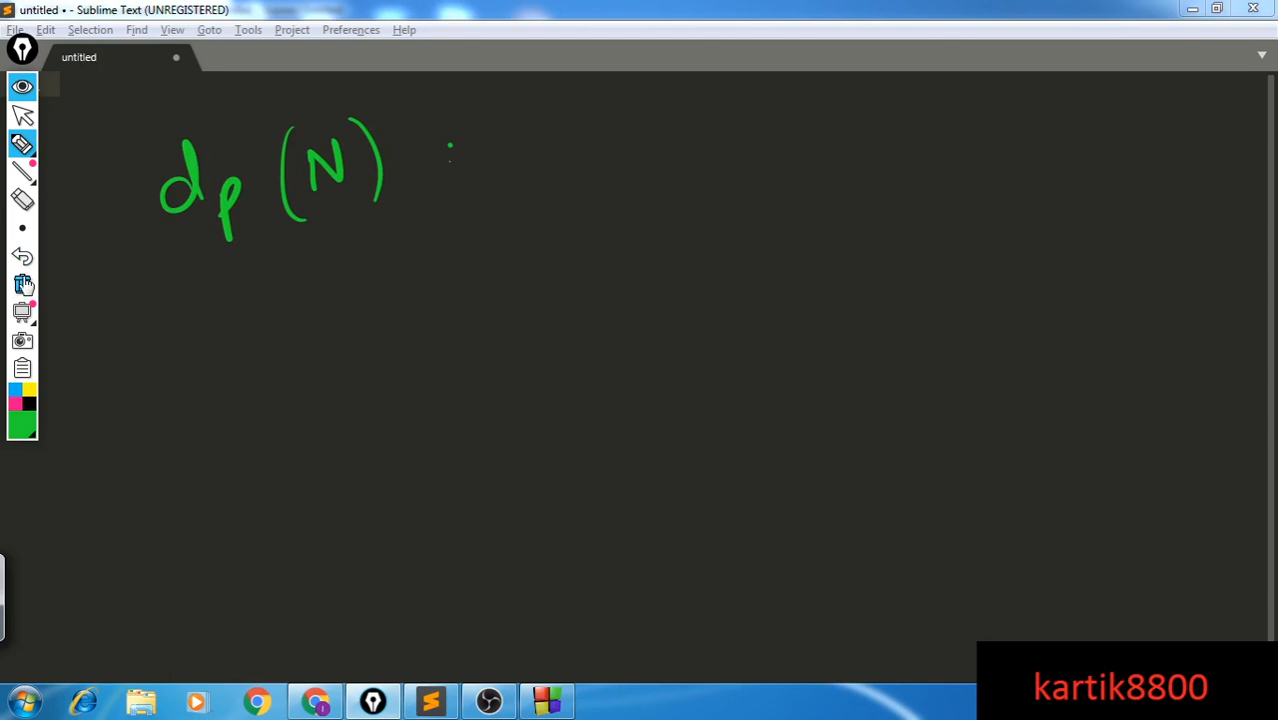 untitled • - Sublime Text (UNREGISTERED)
File Edit Selection Find View Goto Tools Project Preferences Help
untitled
dp (N) :
kartik8800